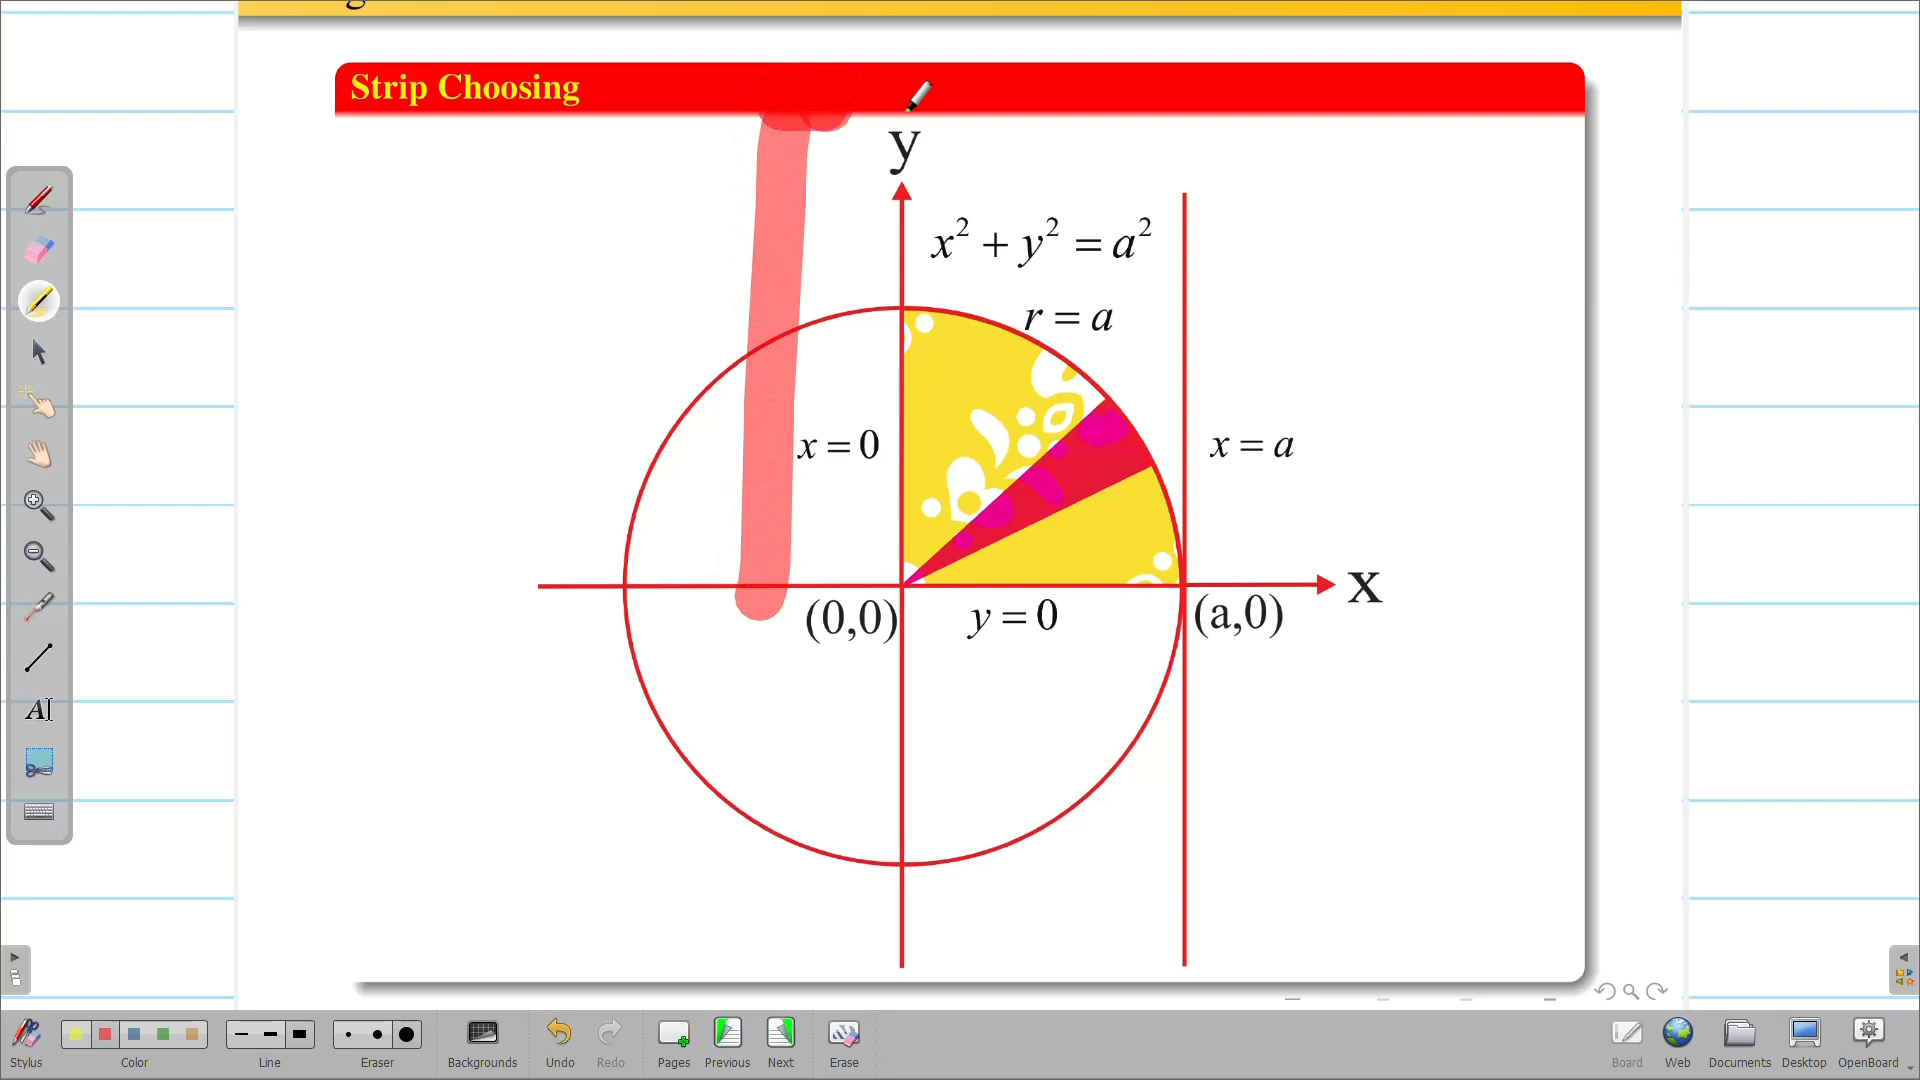 Strip Choosing
y
x² + y² = a²
r = a
x = 0
x = a
x
(0,0)
y = 0
(a,0)
A
Stylus
Color
Line
Eraser
Backgrounds
Undo
Redo
Pages
Previous
Next
Erase
Board
Web
Documents
Desktop
OpenBoard